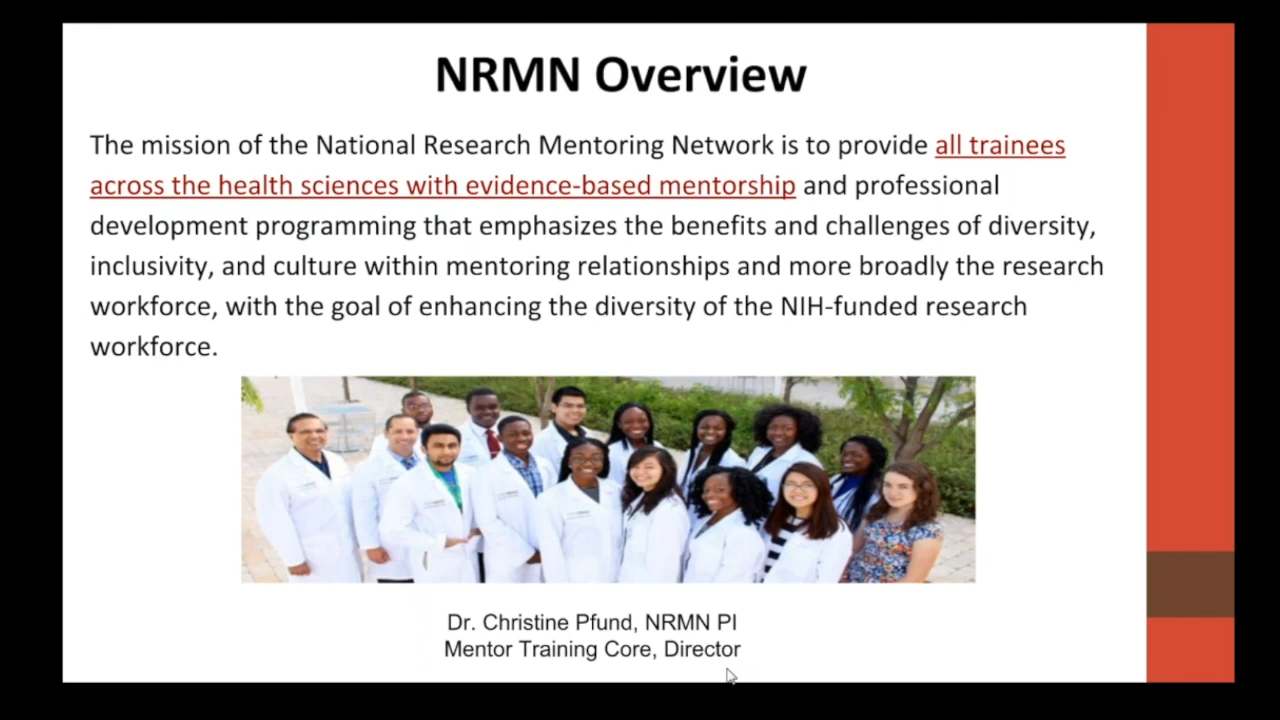 NRMN Overview
The mission of the National Research Mentoring Network is to provide all trainees
across the health sciences with evidence-based mentorship and professional
development programming that emphasizes the benefits and challenges of diversity,
inclusivity, and culture within mentoring relationships and more broadly the research
workforce, with the goal of enhancing the diversity of the NIH-funded research
workforce.
Dr. Christine Pfund, NRMN PI
Mentor Training Core, Director